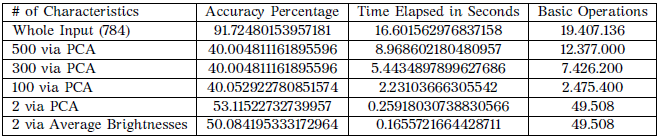 # of Characteristics Accuracy Percentage Time Elapsed in Seconds Basic Operations
Whole Input (784) 91.72480153957181 16.601562976837158 19.407.136
500 via PCA 40.004811161895596 8.968602180480957 12.377.000
300 via PCA 40.004811161895596 5.4434897899627686 7.426.200
100 via PCA 40.052922780851574 2.23103666305542 2.475.400
2 via PCA 53.11522732739957 0.25918030738830566 49.508
2 via Average Brightnesses 50.084195333172964 0.1655721664428711 49.508